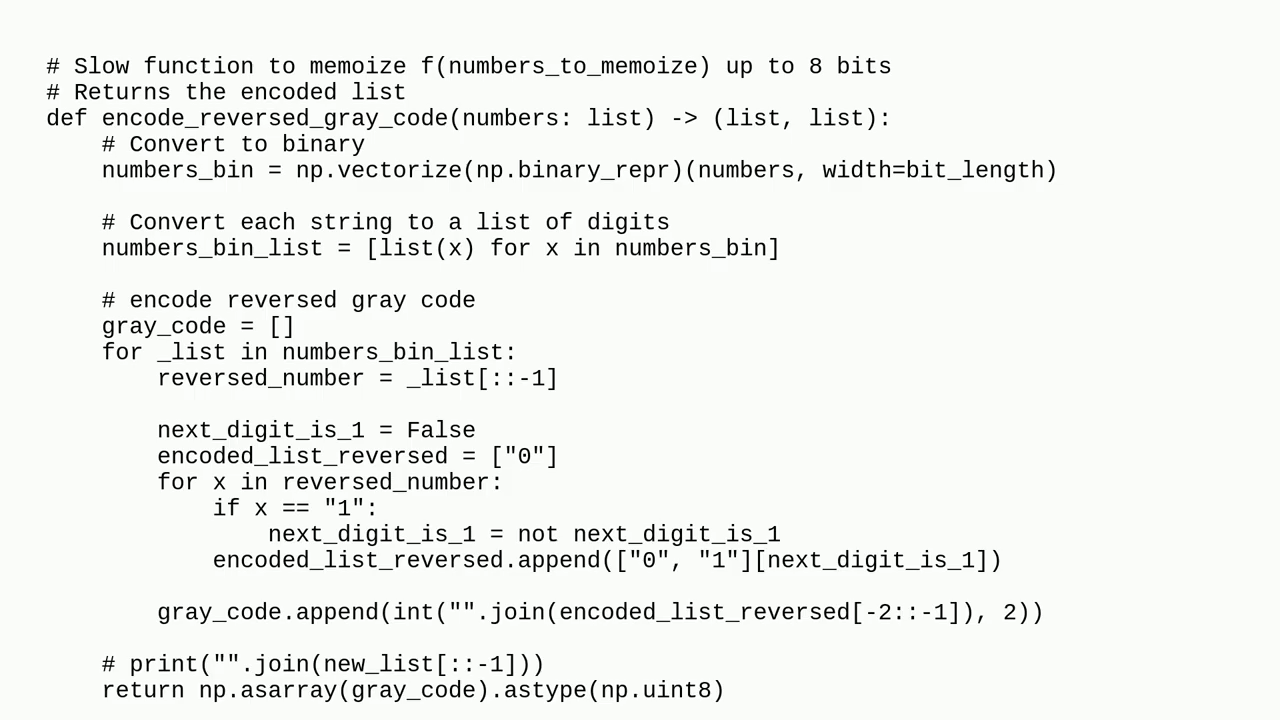 # Slow function to memoize f(numbers_to_memoize) up to 8 bits
# Returns the encoded list
def encode_reversed_gray_code(numbers: list) -> (list, list):
    # Convert to binary
    numbers_bin = np.vectorize(np.binary_repr)(numbers, width=bit_length)

    # Convert each string to a list of digits
    numbers_bin_list = [list(x) for x in numbers_bin]

    # encode reversed gray code
    gray_code = []
    for _list in numbers_bin_list:
        reversed_number = _list[::-1]

        next_digit_is_1 = False
        encoded_list_reversed = ["0"]
        for x in reversed_number:
            if x == "1":
                next_digit_is_1 = not next_digit_is_1
            encoded_list_reversed.append(["0", "1"][next_digit_is_1])

        gray_code.append(int("".join(encoded_list_reversed[-2::-1]), 2))

    # print("".join(new_list[::-1]))
    return np.asarray(gray_code).astype(np.uint8)